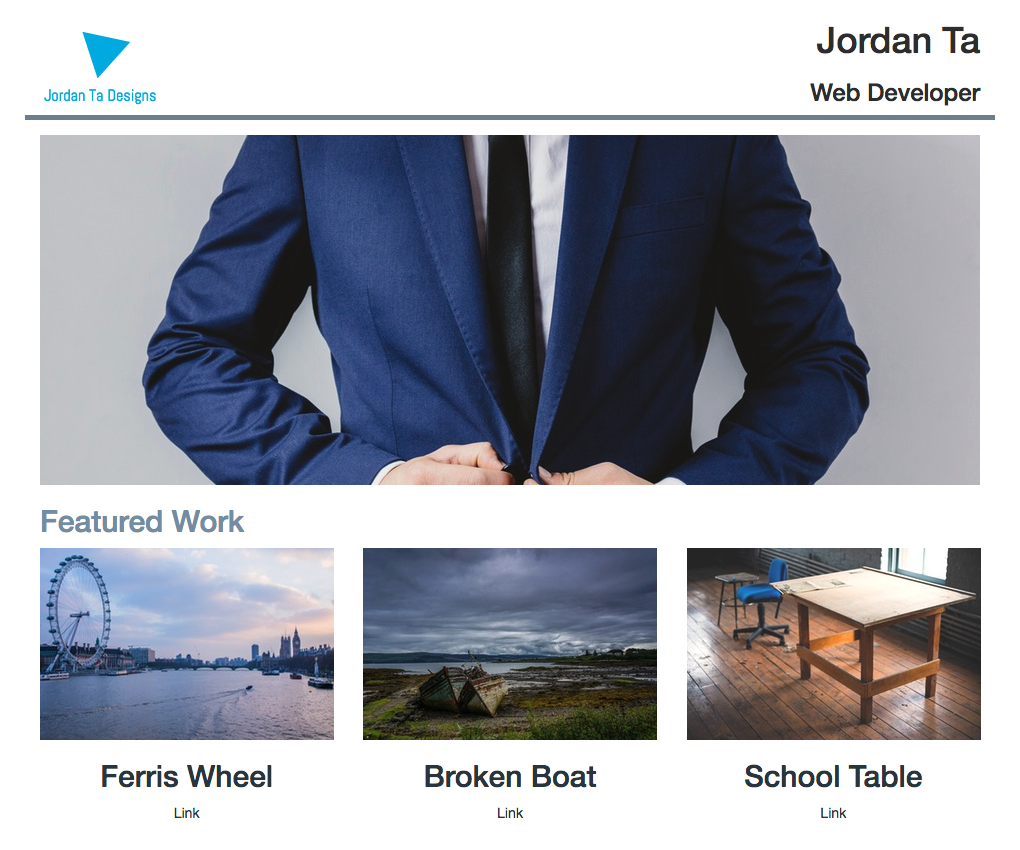 Jordan Ta Designs
Jordan Ta
Web Developer
Featured Work
Ferris Wheel
Broken Boat
School Table
Link
Link
Link